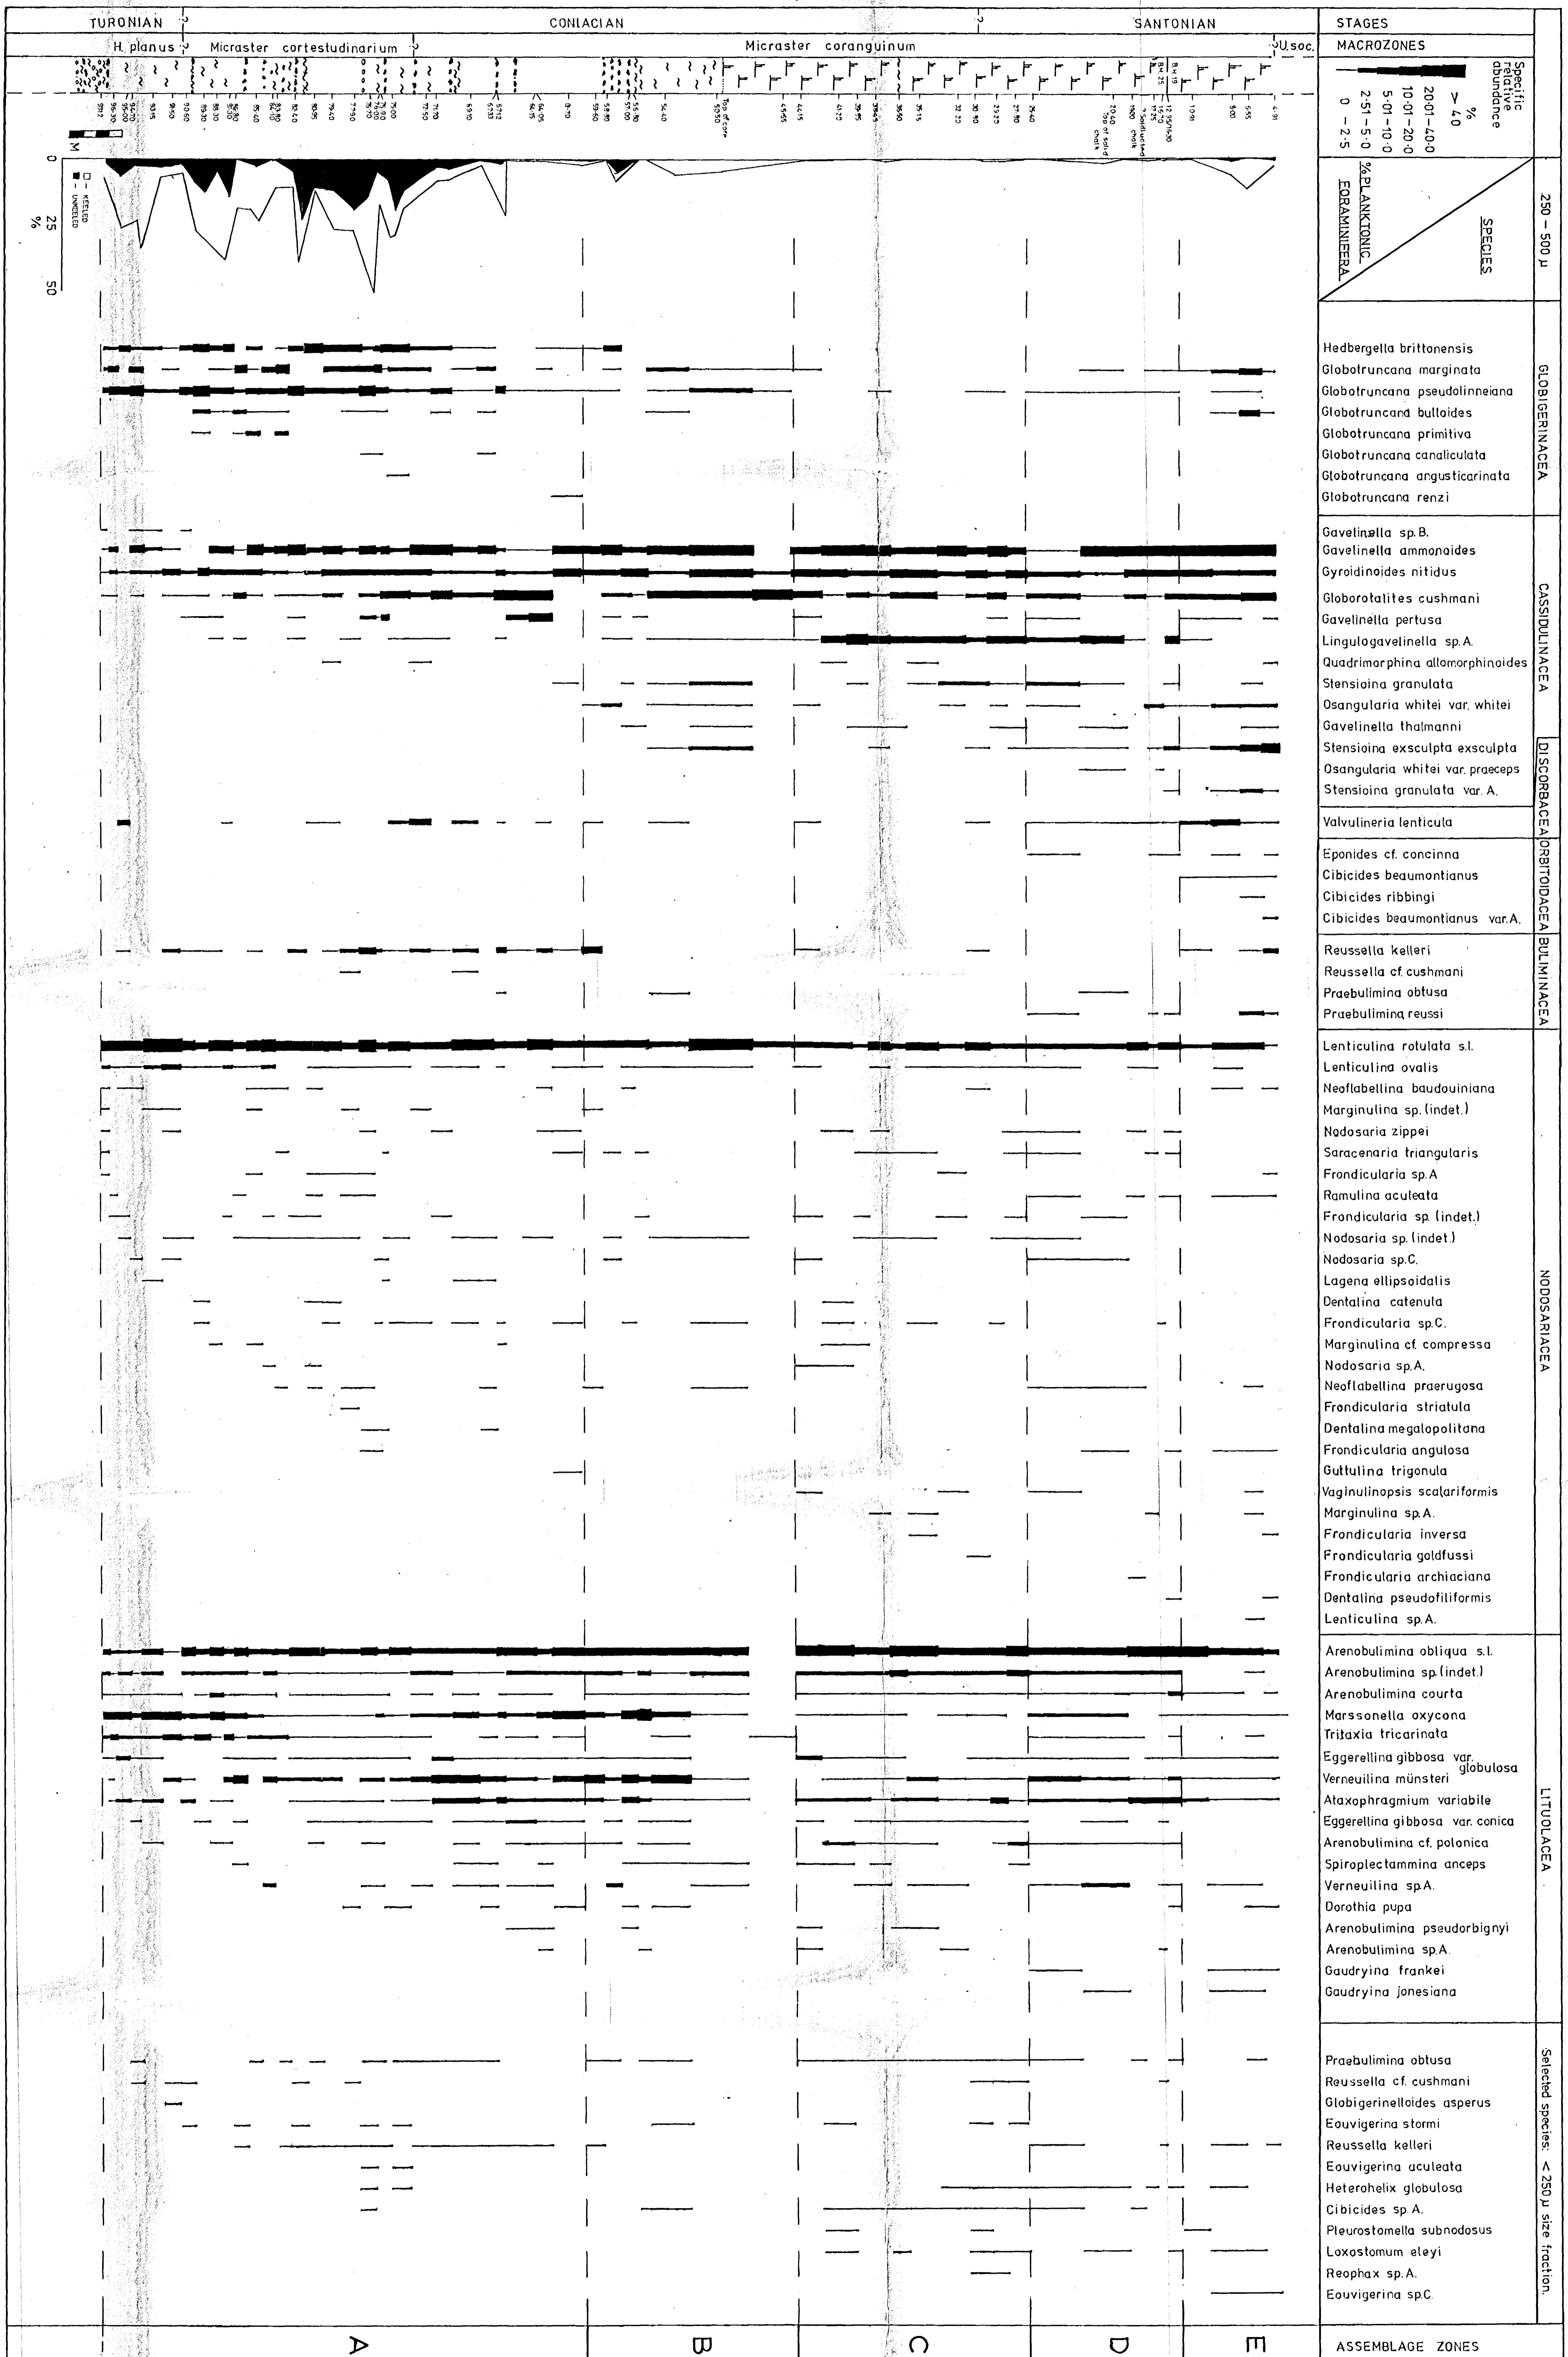 TURONIAN
CONIACIAN
SANTONIAN
STAGES
H. planus
Micraster cortestudinarium
Micraster coranguinum
U.soc.
MACROZONES
Specific relative abundance
%
> 40
20·01-40·0
10·01-20·0
5·01-10·0
2·51-5·0
0 -2·5
Top of core
Top of solid chalk
? Solifluicted chalk
B.H. 25
B.H. 19
M
0
25
50
%
□ - KEELED
■ - UNKEELED
250 - 500 µ
SPECIES
% PLANKTONIC FORAMINIFERA
GLOBIGERINACEA
Hedbergella brittonensis
Globotruncana marginata
Globotruncana pseudolinneiana
Globotruncana bulloides
Globotruncana primitiva
Globotruncana canaliculata
Globotruncana angusticarinata
Globotruncana renzi
CASSIDULINACEA
Gavelinella sp.B.
Gavelinella ammonoides
Gyroidinoides nitidus
Globorotalites cushmani
Gavelinella pertusa
Lingulogavelinella sp.A.
Quadrimorphina allomorphinoides
Stensioina granulata
Osangularia whitei var. whitei
Gavelinella thalmanni
Stensioina exsculpta exsculpta
Osangularia whitei var. praeceps
Stensioina granulata var. A.
DISCORBACEA
Valvulineria lenticula
ORBITOIDACEA
Eponides cf. concinna
Cibicides beaumontianus
Cibicides ribbingi
Cibicides beaumontianus var.A.
BULIMINACEA
Reussella kelleri
Reussella cf. cushmani
Praebulimina obtusa
Praebulimina reussi
NODOSARIACEA
Lenticulina rotulata s.l.
Lenticulina ovalis
Neoflabellina baudouiniana
Marginulina sp. (indet.)
Nodosaria zippei
Saracenaria triangularis
Frondicularia sp.A
Ramulina aculeata
Frondicularia sp. (indet.)
Nodosaria sp. (indet.)
Nodosaria sp.C.
Lagena ellipsoidalis
Dentalina catenula
Frondicularia sp.C.
Marginulina cf. compressa
Nodosaria sp.A.
Neoflabellina praerugosa
Frondicularia striatula
Dentalina megalopolitana
Frondicularia angulosa
Guttulina trigonula
Vaginulinopsis scalariformis
Marginulina sp.A.
Frondicularia inversa
Frondicularia goldfussi
Frondicularia archiaciana
Dentalina pseudofiliformis
Lenticulina sp.A.
LITUOLACEA
Arenobulimina obliqua s.l.
Arenobulimina sp.(indet.)
Arenobulimina courta
Marssonella oxycona
Tritaxia tricarinata
Eggerellina gibbosa var. globulosa
Verneuilina münsteri
Ataxophragmium variabile
Eggerellina gibbosa var. conica
Arenobulimina cf. polonica
Spiroplectammina anceps
Verneuilina sp.A.
Dorothia pupa
Arenobulimina pseudorbignyi
Arenobulimina sp.A.
Gaudryina frankei
Gaudryina jonesiana
Selected species: < 250 µ size fraction.
Praebulimina obtusa
Reussella cf. cushmani
Globigerinelloides asperus
Eouvigerina stormi
Reussella kelleri
Eouvigerina aculeata
Heterohelix globulosa
Cibicides sp. A.
Pleurostomella subnodosus
Loxostomum eleyi
Reophax sp. A.
Eouvigerina sp.C.
A
B
C
D
E
ASSEMBLAGE ZONES